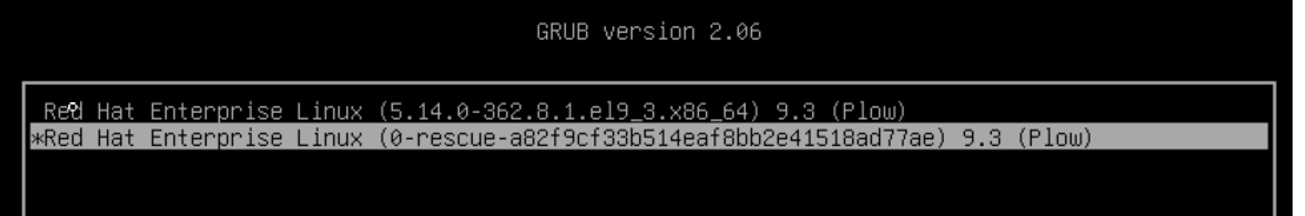 GRUB version 2.06
Red Hat Enterprise Linux (5.14.0-362.8.1.el9_3.x86_64) 9.3 (Plow)
*Red Hat Enterprise Linux (0-rescue-a82f9cf33b514eaf8bb2e41518ad77ae) 9.3 (Plow)